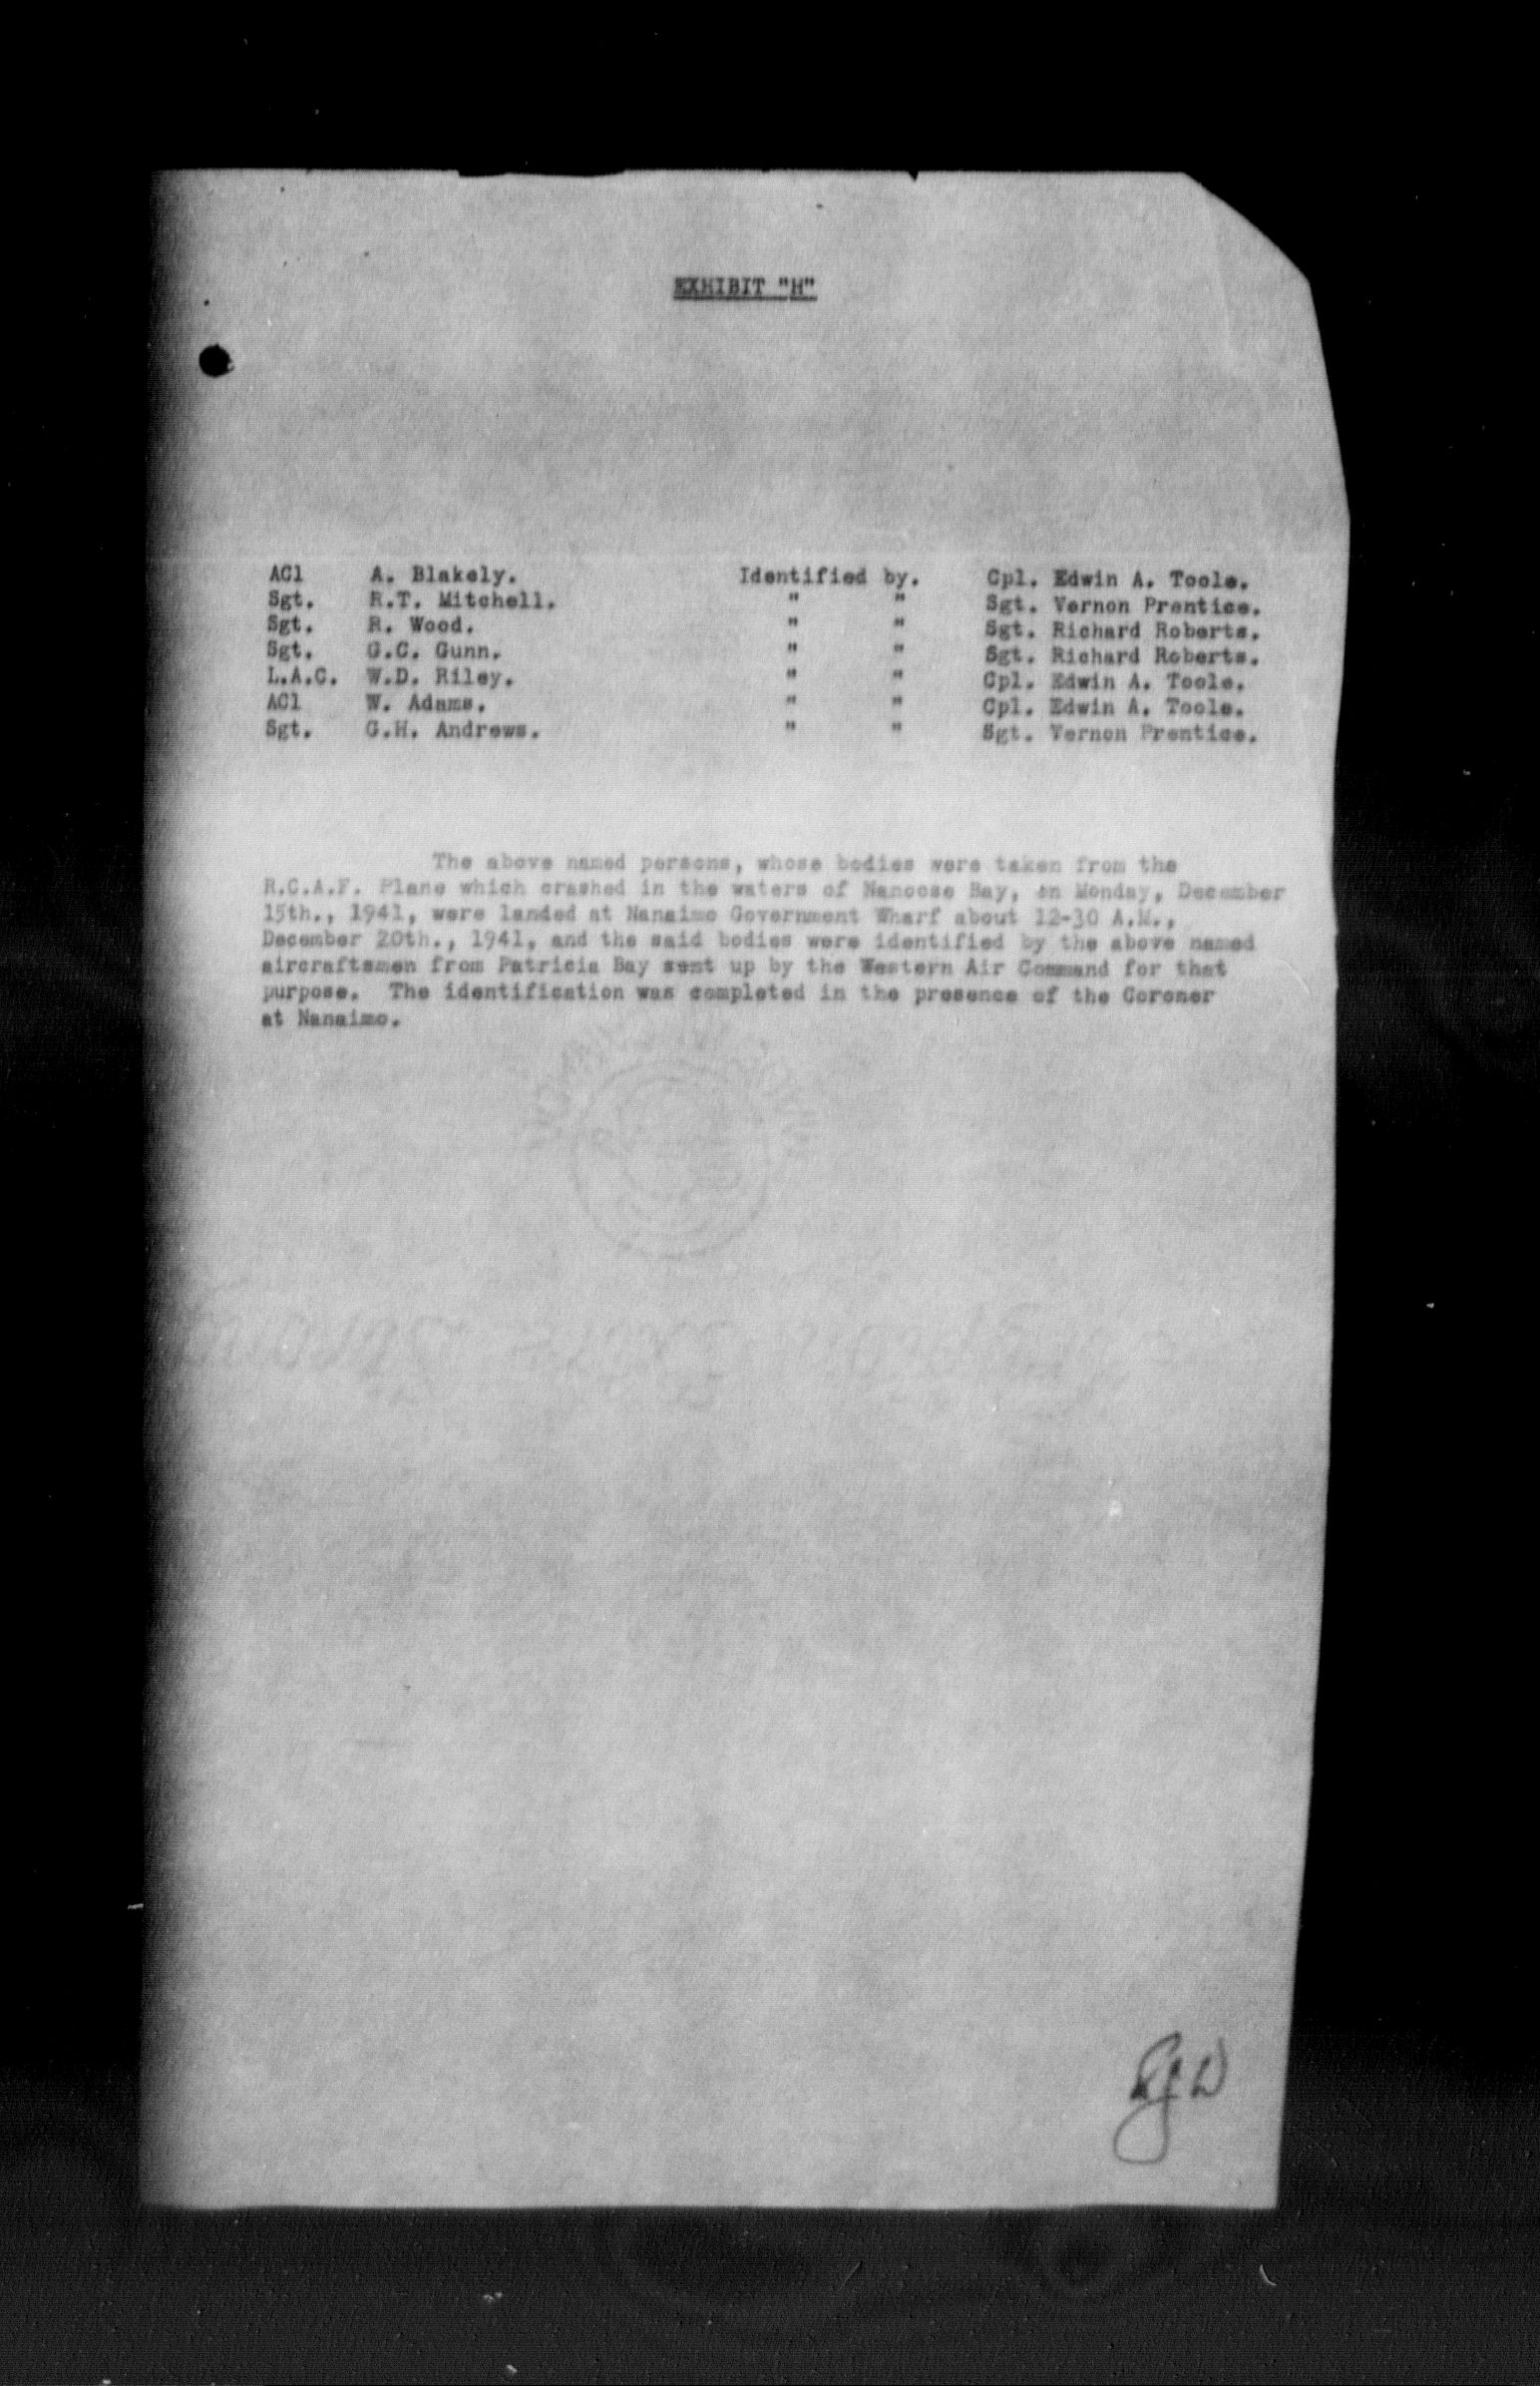 EXHIBIT "H"
AC1 A. Blakely. Identified by. Cpl. Edwin A. Toole.
Sgt. R.T. Mitchell. " " Sgt. Vernon Prentice.
Sgt. R. Wood. " " Sgt. Richard Roberts.
Sgt. G.C. Gunn. " " Sgt. Richard Roberts.
L.A.C. W.D. Riley. " " Cpl. Edwin A. Toole.
AC1 W. Adams. " " Cpl. Edwin A. Toole.
Sgt. G.H. Andrews. " " Sgt. Vernon Prentice.
The above named persons, whose bodies were taken from the
R.C.A.F. Plane which crashed in the waters of Nanoose Bay, on Monday, December
15th., 1941, were landed at Nanaimo Government Wharf about 12-30 A.M.,
December 20th., 1941, and the said bodies were identified by the above named
aircraftsmen from Patricia Bay sent up by the Western Air Command for that
purpose. The identification was completed in the presence of the Coroner
at Nanaimo.